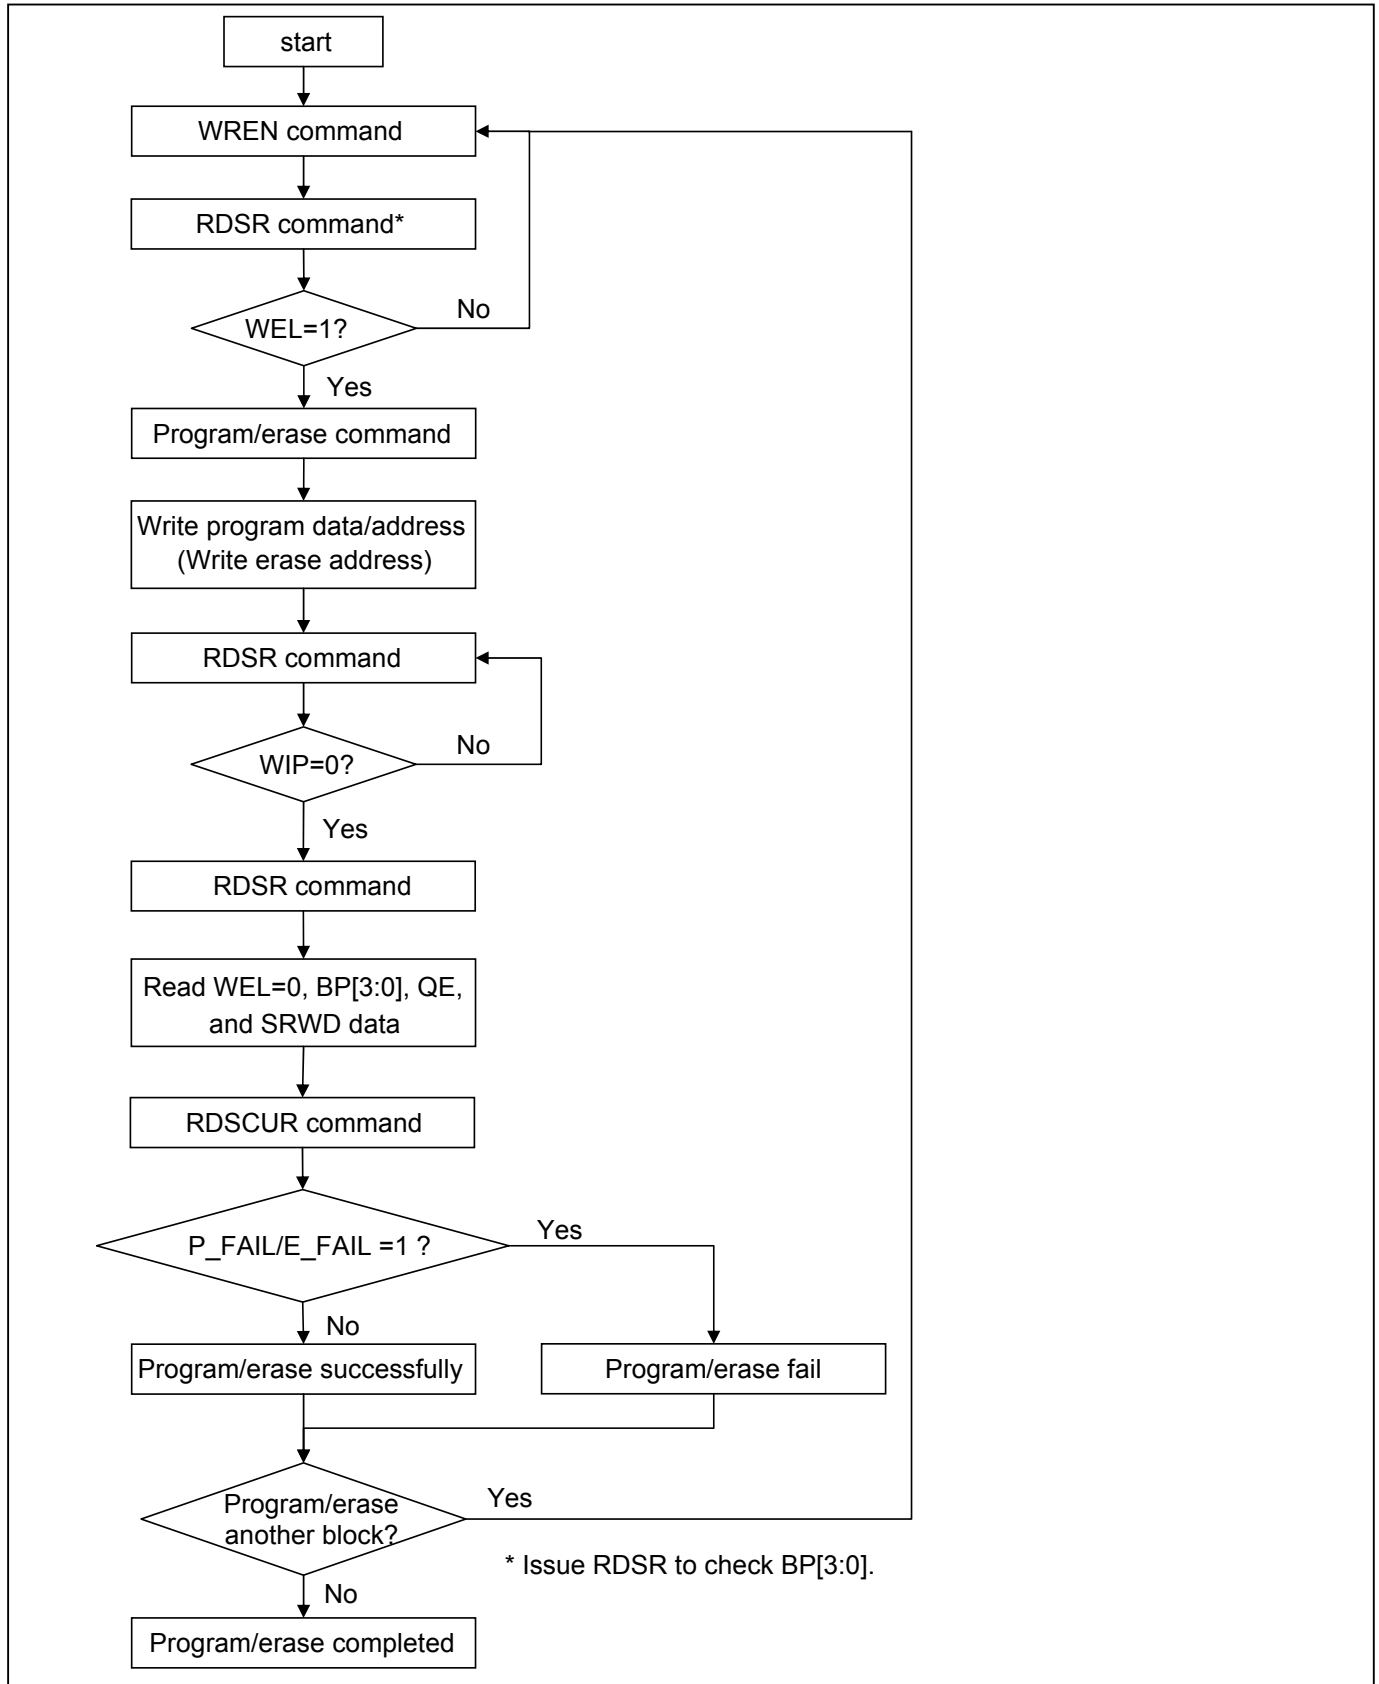 start
WREN command
RDSR command*
WEL=1?
No
Yes
Program/erase command
Write program data/address
(Write erase address)
RDSR command
WIP=0?
No
Yes
RDSR command
Read WEL=0, BP[3:0], QE,
and SRWD data
RDSCUR command
P_FAIL/E_FAIL =1 ?
Yes
No
Program/erase successfully
Program/erase fail
Program/erase
another block?
Yes
* Issue RDSR to check BP[3:0].
No
Program/erase completed